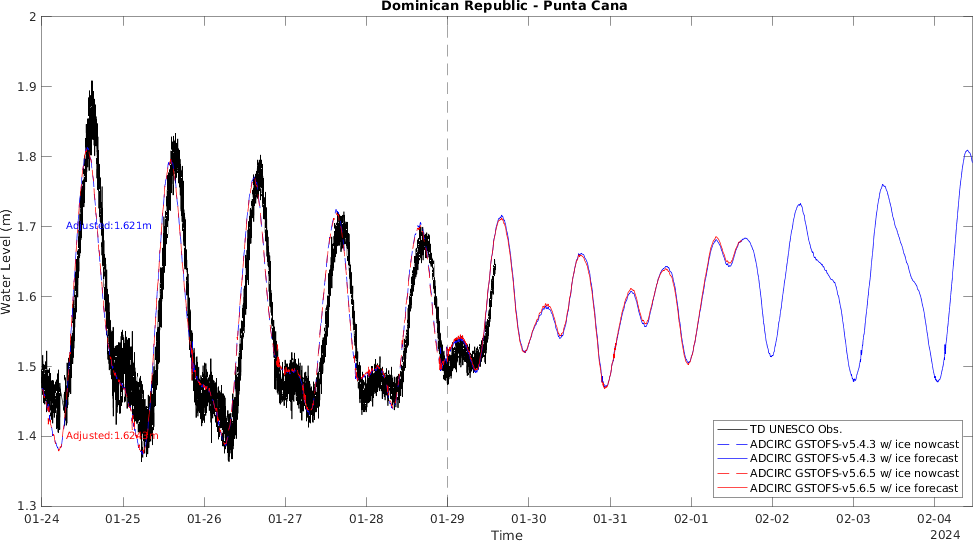 Dominican Republic - Punta Cana
Water Level (m)
2
1.9
1.8
1.7
1.6
1.5
1.4
1.3
Adjusted:1.621m
TD UNESCO Obs.
ADCIRC GSTOFS-v5.4.3 w/ ice nowcast
ADCIRC GSTOFS-v5.4.3 w/ ice forecast
ADCIRC GSTOFS-v5.6.5 w/ ice nowcast
ADCIRC GSTOFS-v5.6.5 w/ ice forecast
01-24 01-25 01-26 01-27 01-28 01-29 01-30 01-31 02-01 02-02 02-03 02-04
Time
2024